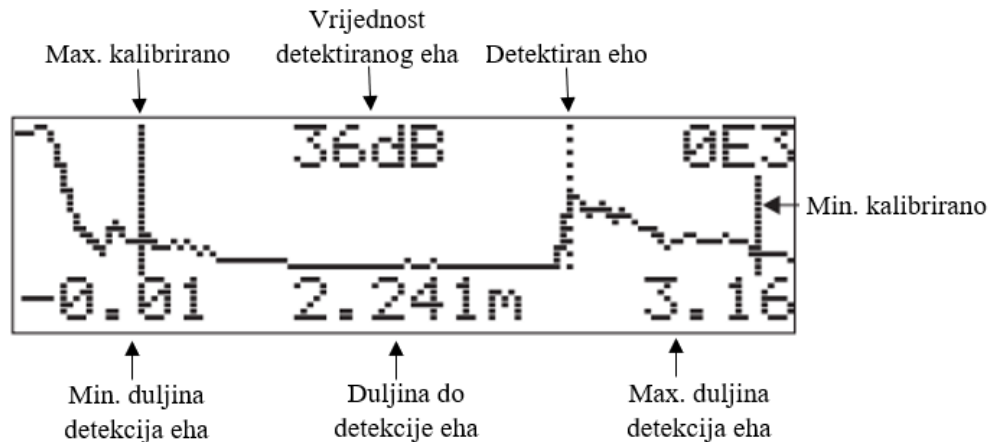 Vrijednost
detektiranog eha
Max. kalibrirano
Detektiran eho
36dB
0E3
Min. kalibrirano
-0.01
2.241m
3.16
Min. duljina
detekcija eha
Duljina do
detekcije eha
Max. duljina
detekcija eha